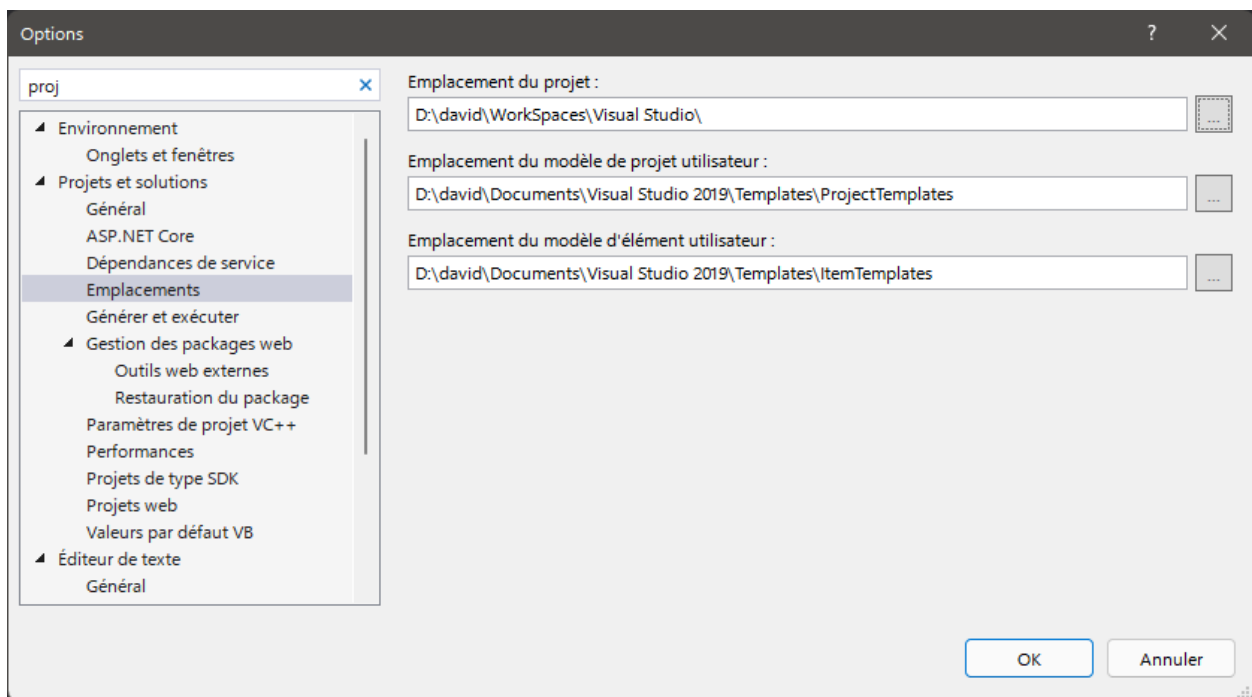 Options
?
proj
Environnement
Onglets et fenêtres
Projets et solutions
Général
ASP.NET Core
Dépendances de service
Emplacements
Générer et exécuter
Gestion des packages web
Outils web externes
Restauration du package
Paramètres de projet VC++
Performances
Projets de type SDK
Projets web
Valeurs par défaut VB
Éditeur de texte
Général
Emplacement du projet :
D:\david\WorkSpaces\Visual Studio\
...
Emplacement du modèle de projet utilisateur :
D:\david\Documents\Visual Studio 2019\Templates\ProjectTemplates
...
Emplacement du modèle d'élément utilisateur :
D:\david\Documents\Visual Studio 2019\Templates\ItemTemplates
...
OK
Annuler